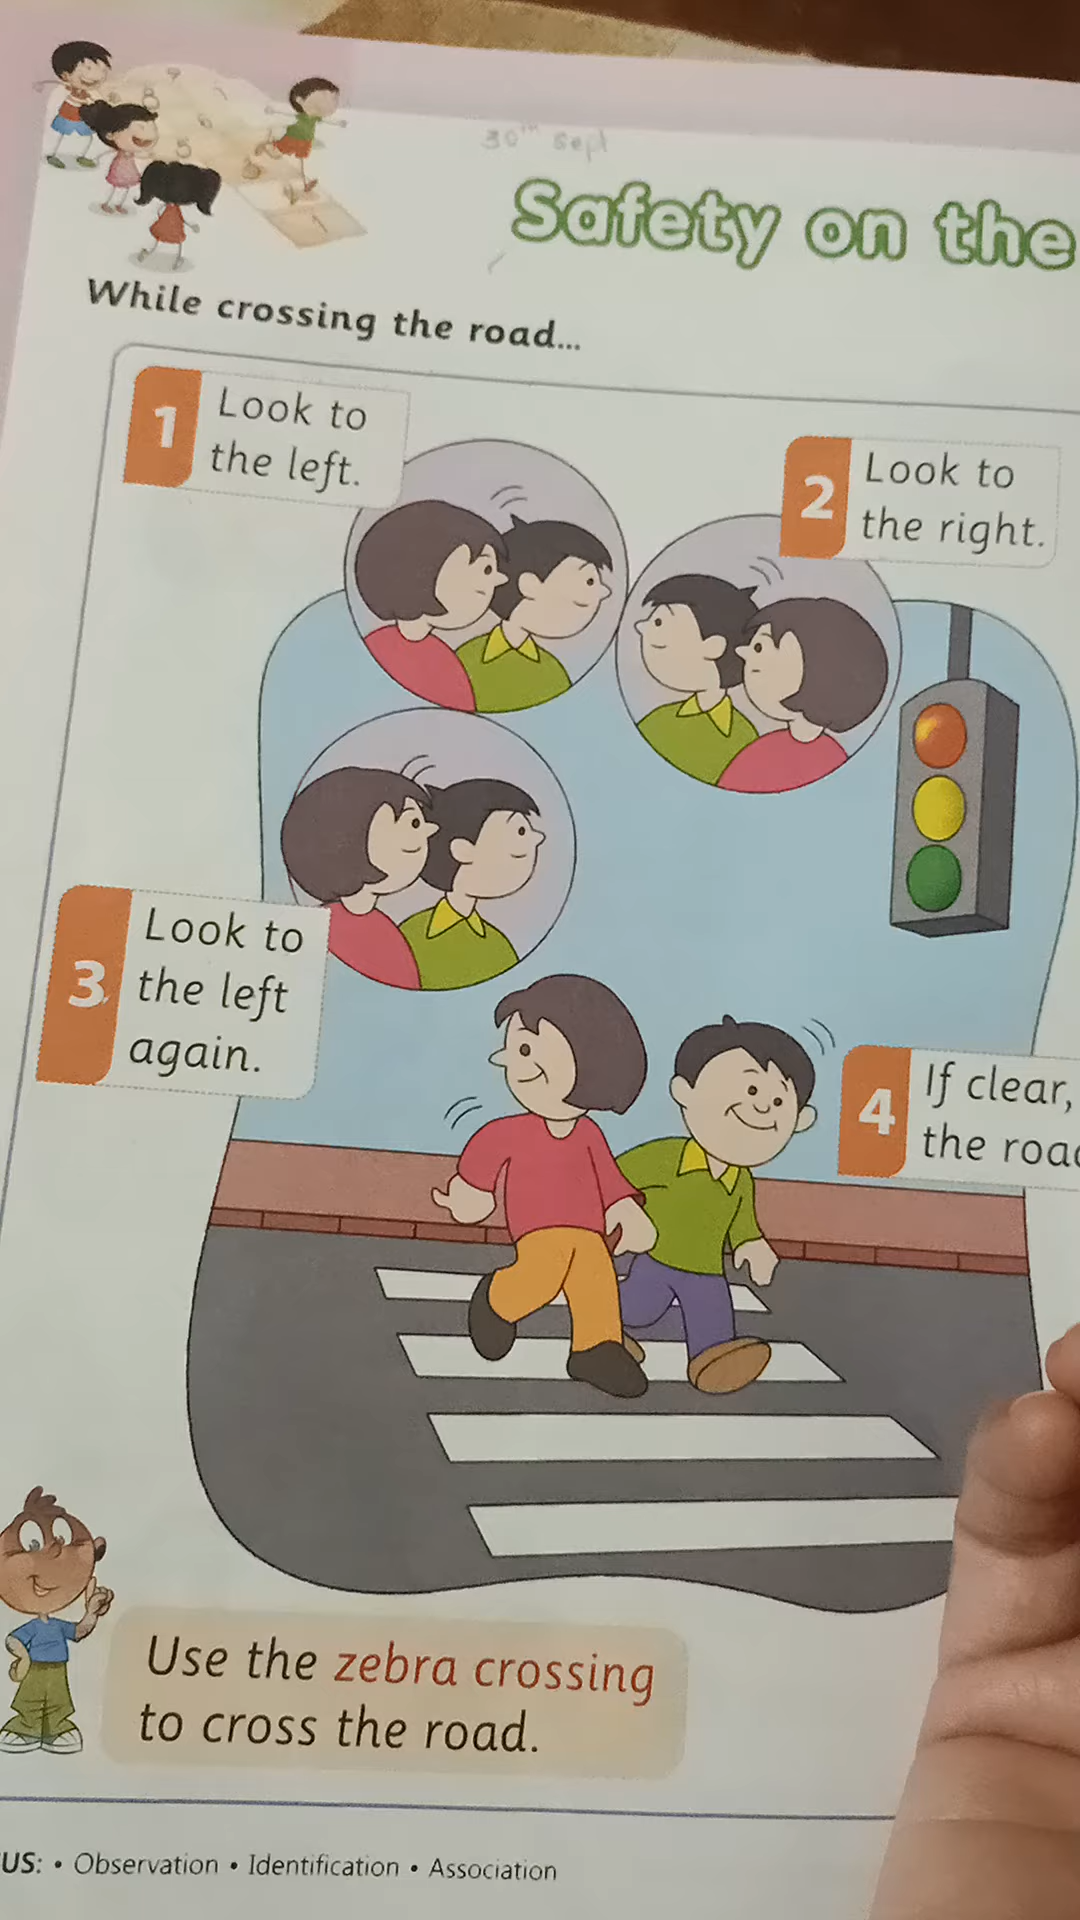 30th Sept
Safety on the
While crossing the road...
1
Look to
the left.
2
Look to
the right.
3
Look to
the left
again.
4
If clear,
the
Use the zebra crossing
to cross the road.
US: • Observation • Identification • Association